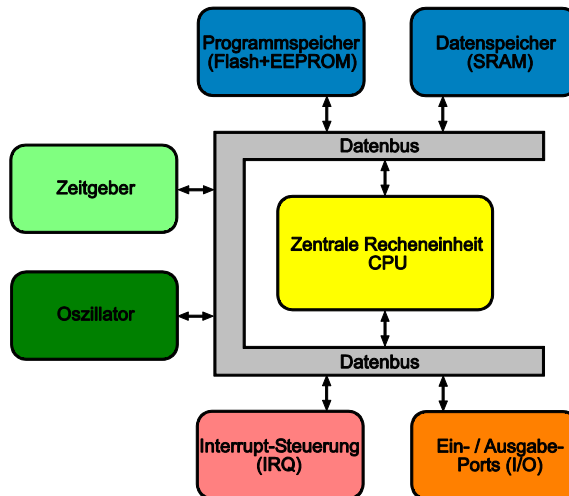 Programmspeicher
(Flash+EEPROM)
Datenspeicher
(SRAM)
Datenbus
Zeitgeber
Zentrale Recheneinheit
CPU
Oszillator
Datenbus
Interrupt-Steuerung
(IRQ)
Ein- / Ausgabe-
Ports (I/O)